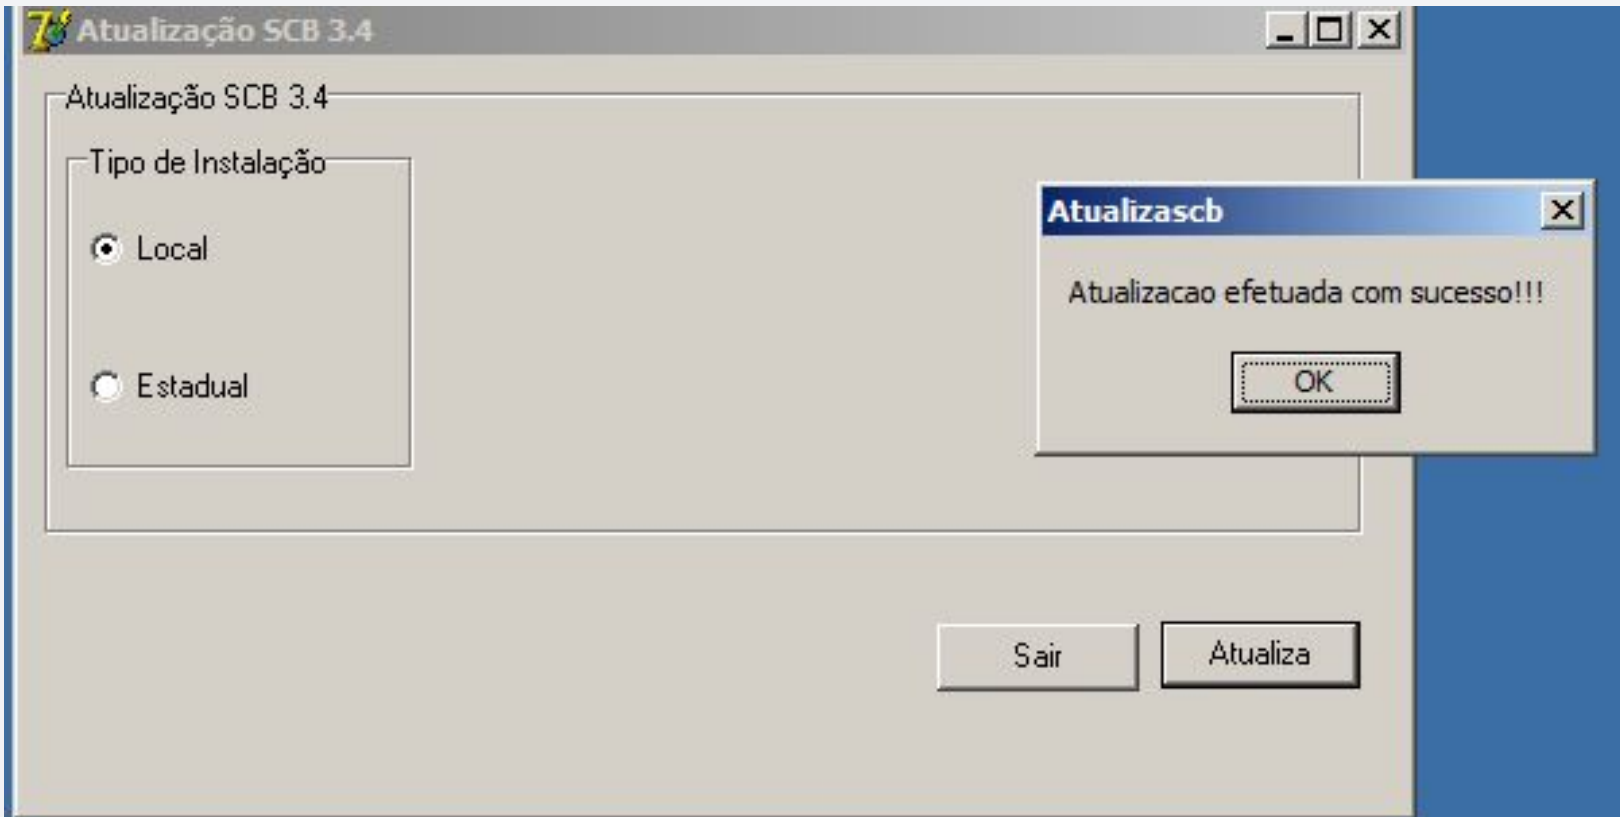 Atualização SCB 3.4
Atualização SCB 3.4
Tipo de Instalação
Local
Estadual
Atualizascb
Atualizacao efetuada com sucesso!!!
OK
Sair
Atualiza